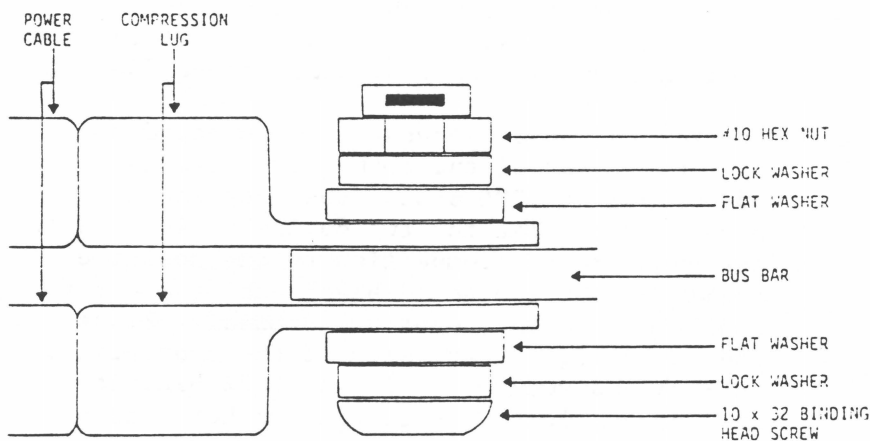 POWER
CABLE
COMPRESSION
LUG
#10 HEX NUT
LOCK WASHER
FLAT WASHER
BUS BAR
FLAT WASHER
LOCK WASHER
10 x 32 BINDING
HEAD SCREW